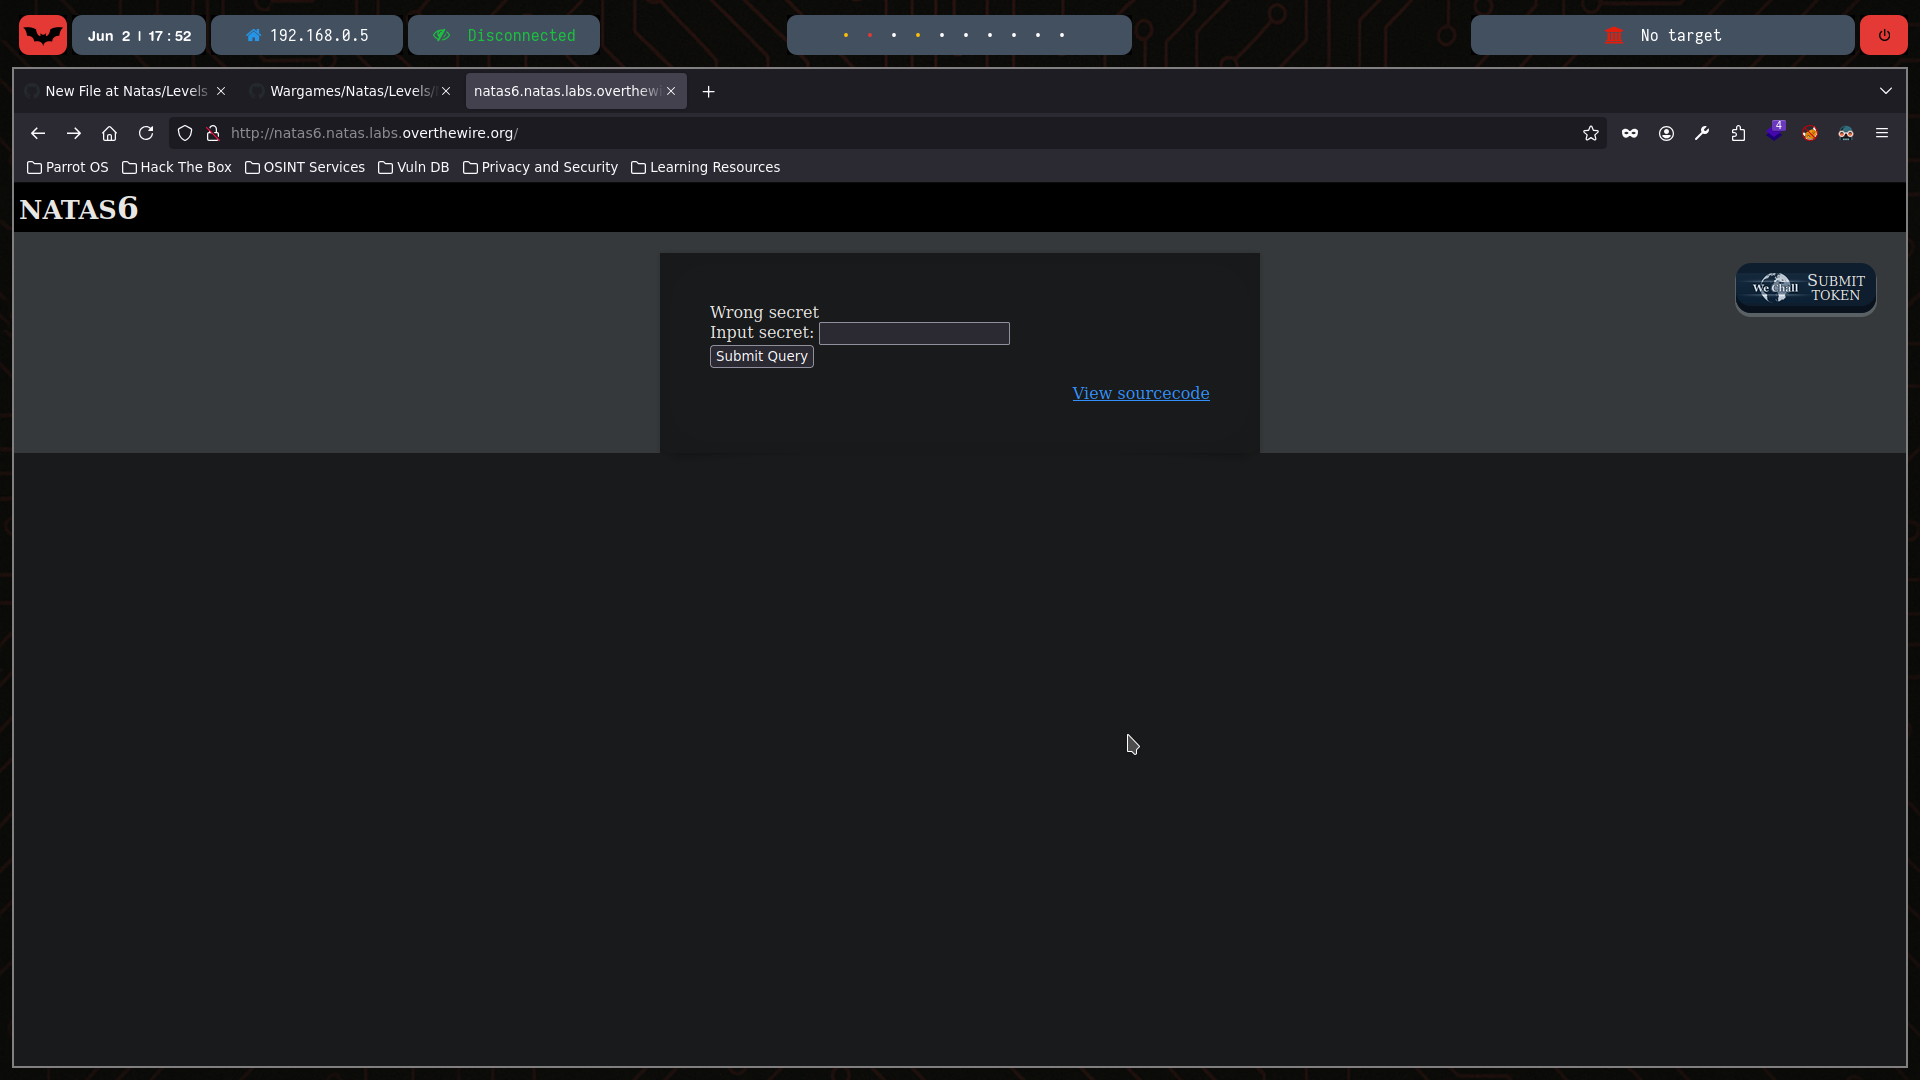 Jun 2 | 17:52
192.168.0.5
Disconnected
No target
New File at Natas/Levels
Wargames/Natas/Levels/
natas6.natas.labs.overthew
http://natas6.natas.labs.overthewire.org/
4
Parrot OS
Hack The Box
OSINT Services
Vuln DB
Privacy and Security
Learning Resources
NATAS6
We Chall
SUBMIT
TOKEN
Wrong secret
Input secret:
Submit Query
View sourcecode